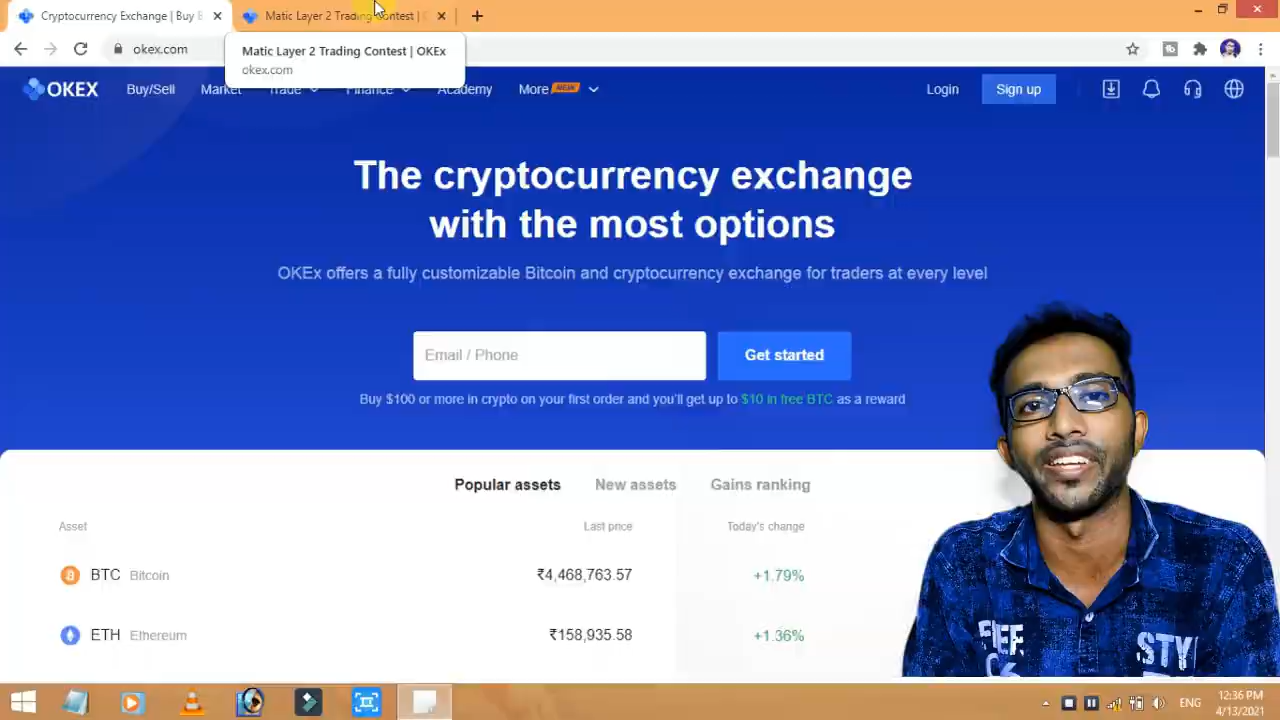 Cryptocurrency Exchange | Buy B
Matic Layer 2 Trading Contest |
okex.com
Matic Layer 2 Trading Contest | OKEx
okex.com
OKEX
Buy/Sell
Market
Trade
Finance
Academy
More NEW
Login
Sign up
The cryptocurrency exchange
with the most options
OKEx offers a fully customizable Bitcoin and cryptocurrency exchange for traders at every level
Email / Phone
Get started
Buy $100 or more in crypto on your first order and you'll get up to $10 in free BTC as a reward
Popular assets
New assets
Gains ranking
Asset
Last price
Today's change
BTC Bitcoin
₹4,468,763.57
+1.79%
ETH Ethereum
₹158,935.58
+1.36%
ENG
12:36 PM
4/13/2021